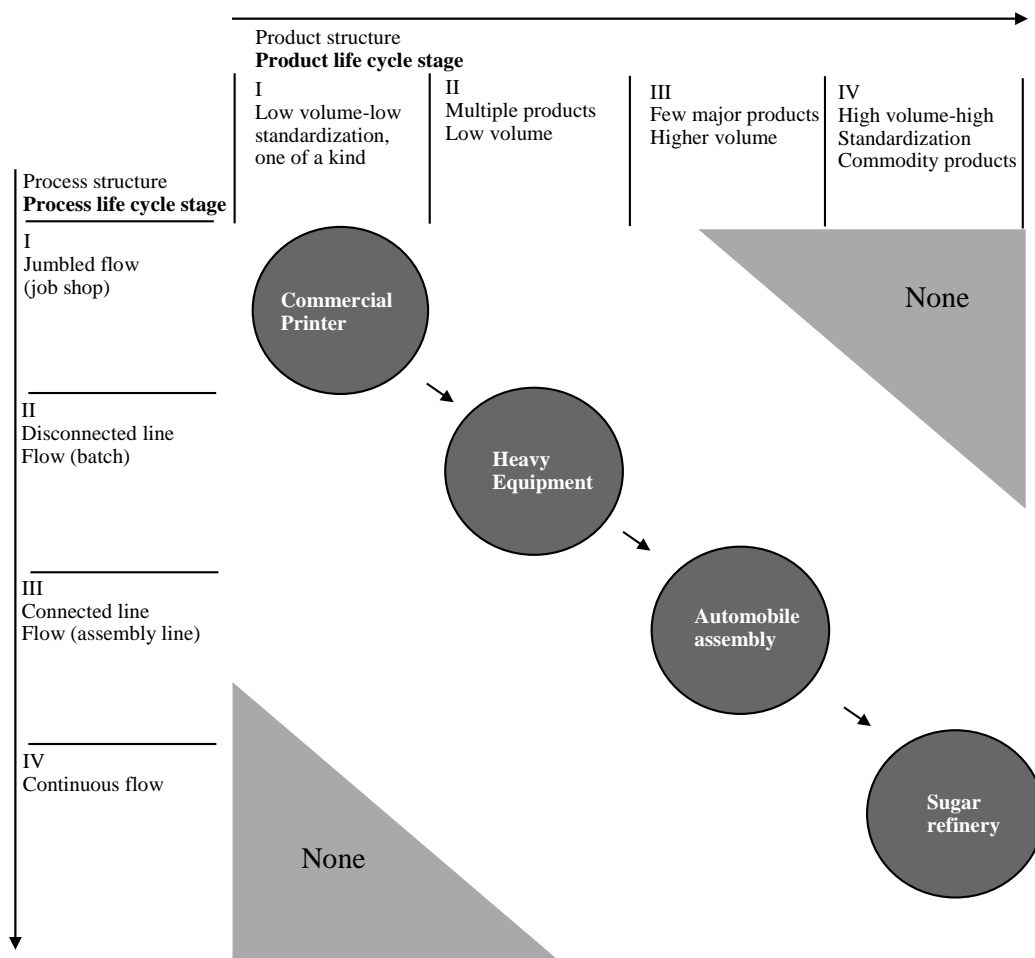 Product structure
Product life cycle stage
I
Low volume-low
standardization,
one of a kind
II
Multiple products
Low volume
III
Few major products
Higher volume
IV
High volume-high
Standardization
Commodity products
Process structure
Process life cycle stage
I
Jumbled flow
(job shop)
Commercial
Printer
None
II
Disconnected line
Flow (batch)
Heavy
Equipment
III
Connected line
Flow (assembly line)
Automobile
assembly
IV
Continuous flow
None
Sugar
refinery